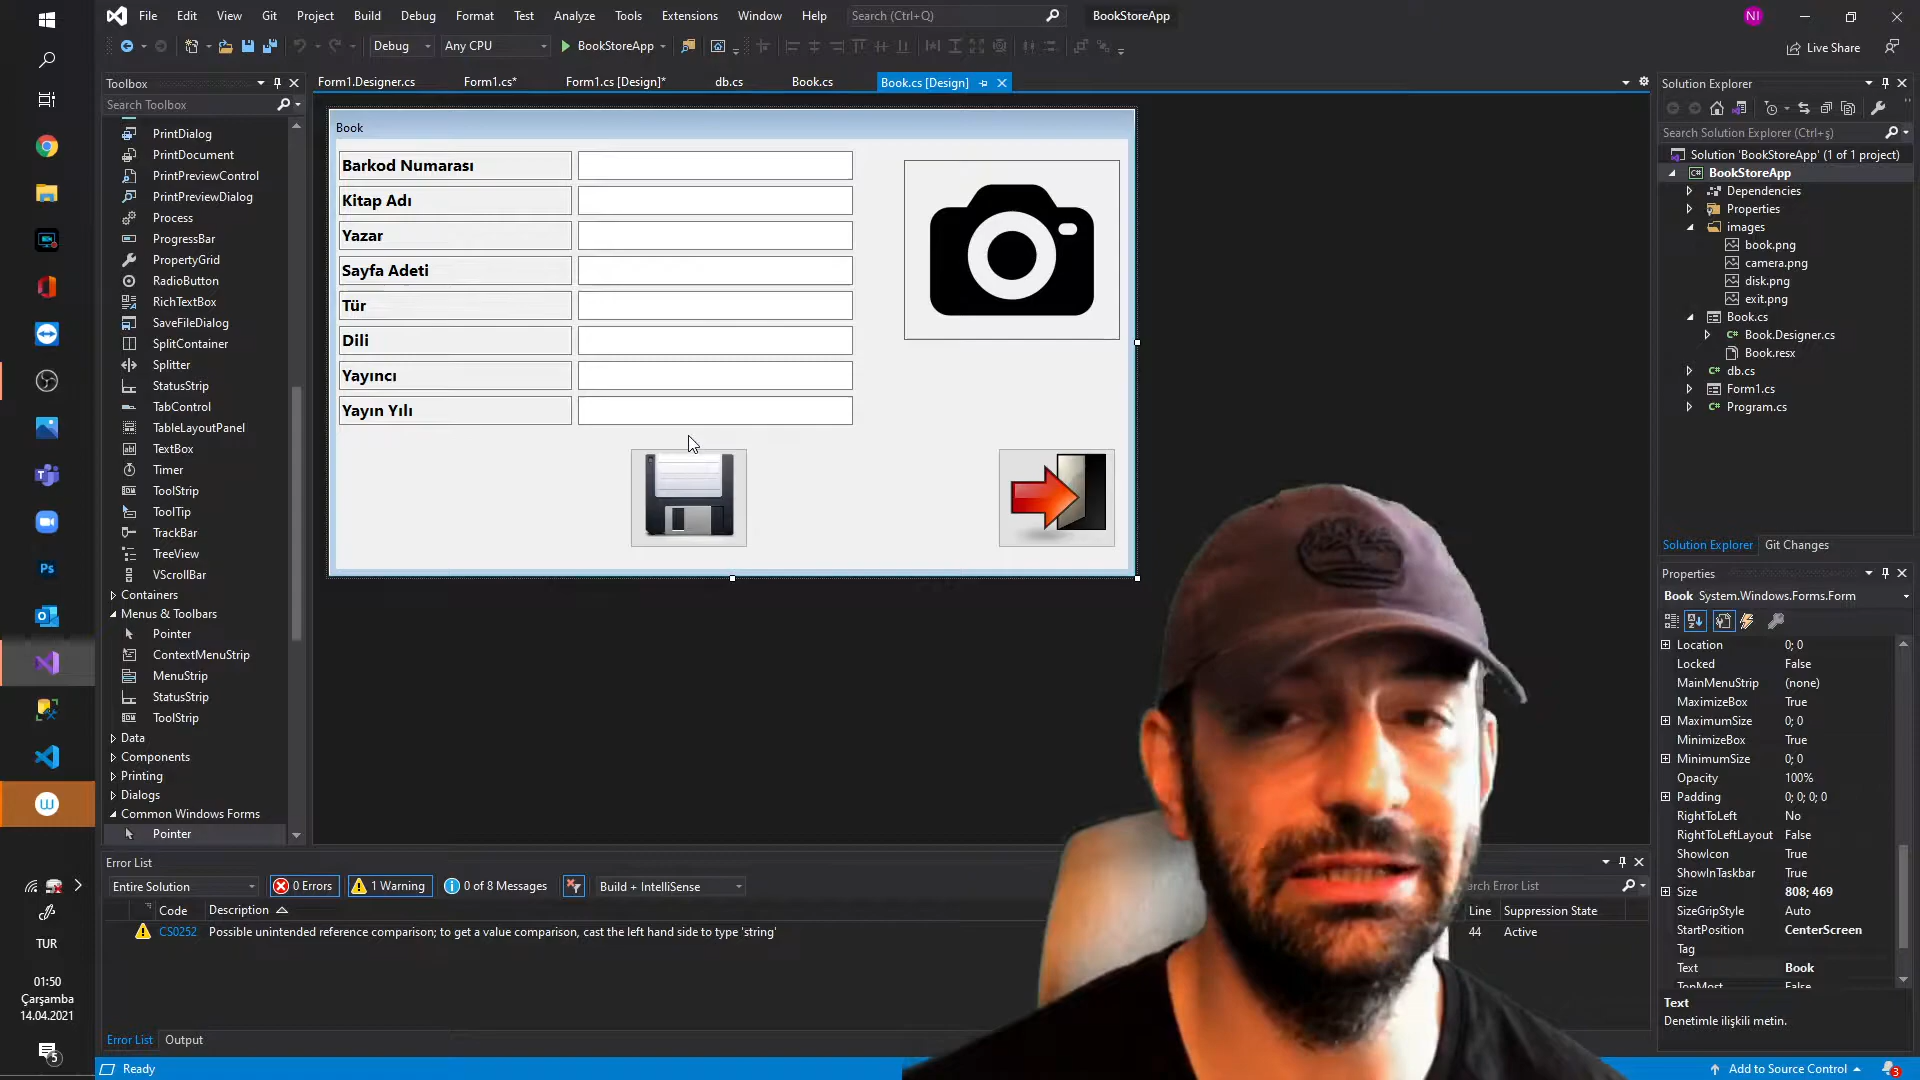 File Edit View Git Project Build Debug Format Test Analyze Tools Extensions Window Help Search (Ctrl+Q) BookStoreApp NI
Debug Any CPU BookStoreApp Live Share
Toolbox
Search Toolbox
PrintDialog
PrintDocument
PrintPreviewControl
PrintPreviewDialog
Process
ProgressBar
PropertyGrid
RadioButton
RichTextBox
SaveFileDialog
SplitContainer
Splitter
StatusStrip
TabControl
TableLayoutPanel
TextBox
Timer
ToolStrip
ToolTip
TrackBar
TreeView
VScrollBar
Containers
Menus & Toolbars
Pointer
ContextMenuStrip
MenuStrip
StatusStrip
ToolStrip
Data
Components
Printing
Dialogs
Common Windows Forms
Pointer
Form1.Designer.cs Form1.cs* Form1.cs [Design]* db.cs Book.cs Book.cs [Design]
Book
Barkod Numarası
Kitap Adı
Yazar
Sayfa Adeti
Tür
Dili
Yayıncı
Yayın Yılı
Solution Explorer
Search Solution Explorer (Ctrl+ş)
Solution 'BookStoreApp' (1 of 1 project)
BookStoreApp
Dependencies
Properties
images
book.png
camera.png
disk.png
exit.png
Book.cs
Book.Designer.cs
Book.resx
db.cs
Form1.cs
Program.cs
Solution Explorer Git Changes
Properties
Book System.Windows.Forms.Form
Location 0; 0
Locked False
MainMenuStrip (none)
MaximizeBox True
MaximumSize 0; 0
MinimizeBox True
MinimumSize 0; 0
Opacity 100%
Padding 0; 0; 0; 0
RightToLeft No
RightToLeftLayout False
ShowIcon True
ShowInTaskbar True
Size 808; 469
SizeGripStyle Auto
StartPosition CenterScreen
Tag
Text Book
TopMost False
Text
Denetimle ilişkili metin.
Error List
Entire Solution 0 Errors 1 Warning 0 of 8 Messages Build + IntelliSense Error List
Code Description Line Suppression State
CS0252 Possible unintended reference comparison; to get a value comparison, cast the left hand side to type 'string' 44 Active
Error List Output
Ready Add to Source Control 3
Ps
W
TUR
01:50
Çarşamba
14.04.2021
5